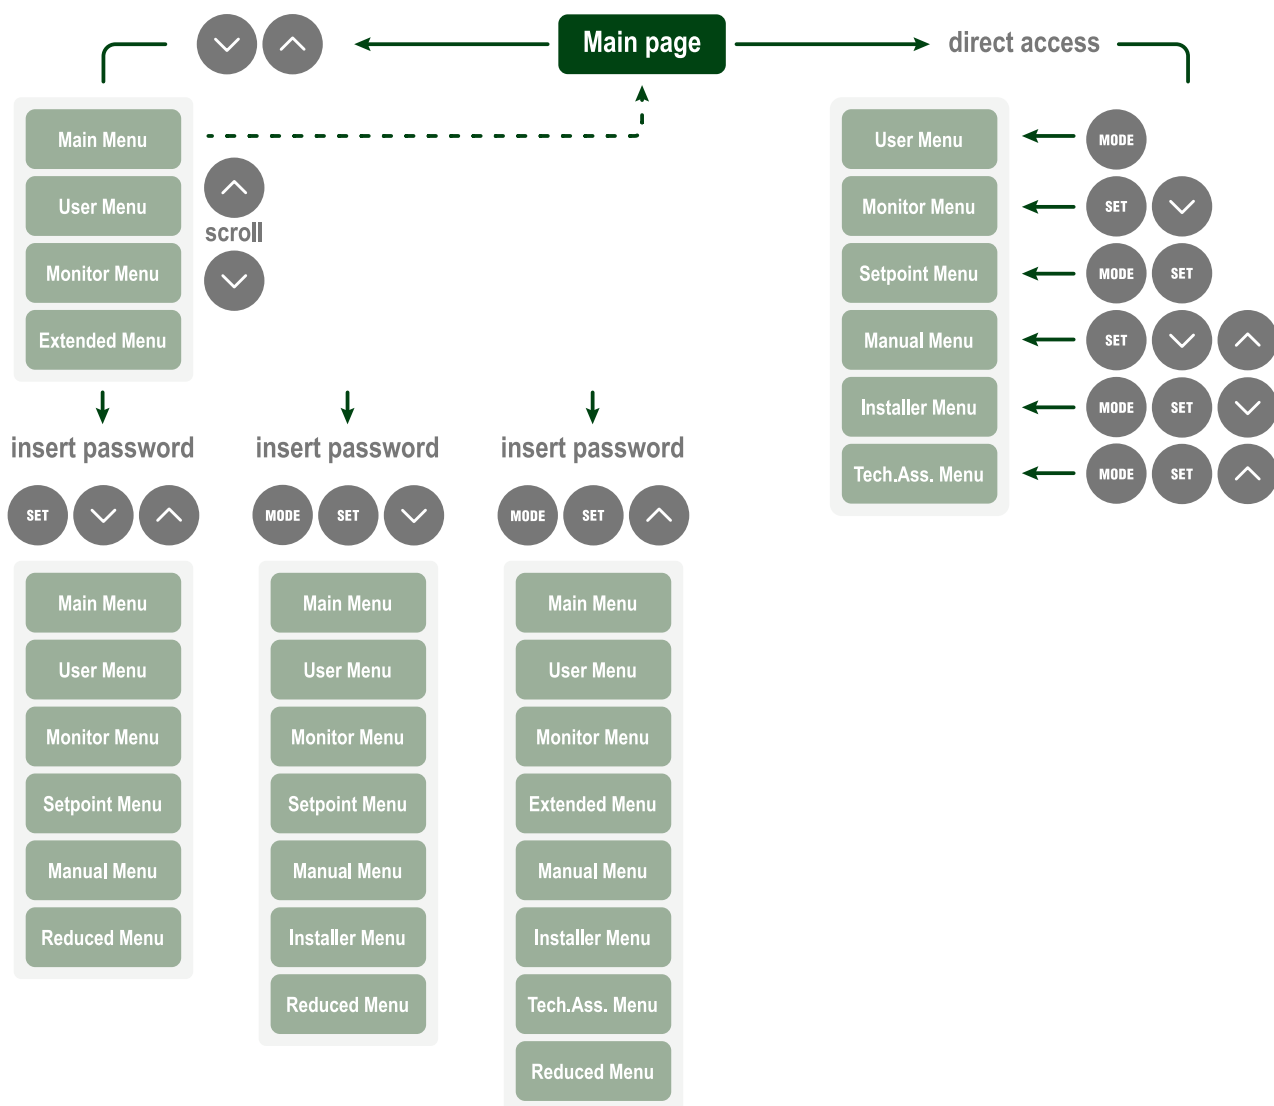 Main page
direct access
Main Menu
User Menu
Monitor Menu
Extended Menu
scroll
User Menu
MODE
Monitor Menu
SET
Setpoint Menu
MODE SET
Manual Menu
SET
Installer Menu
MODE SET
Tech.Ass. Menu
MODE SET
insert password
SET
Main Menu
User Menu
Monitor Menu
Setpoint Menu
Manual Menu
Reduced Menu
insert password
MODE SET
Main Menu
User Menu
Monitor Menu
Setpoint Menu
Manual Menu
Installer Menu
Reduced Menu
insert password
MODE SET
Main Menu
User Menu
Monitor Menu
Extended Menu
Manual Menu
Installer Menu
Tech.Ass. Menu
Reduced Menu